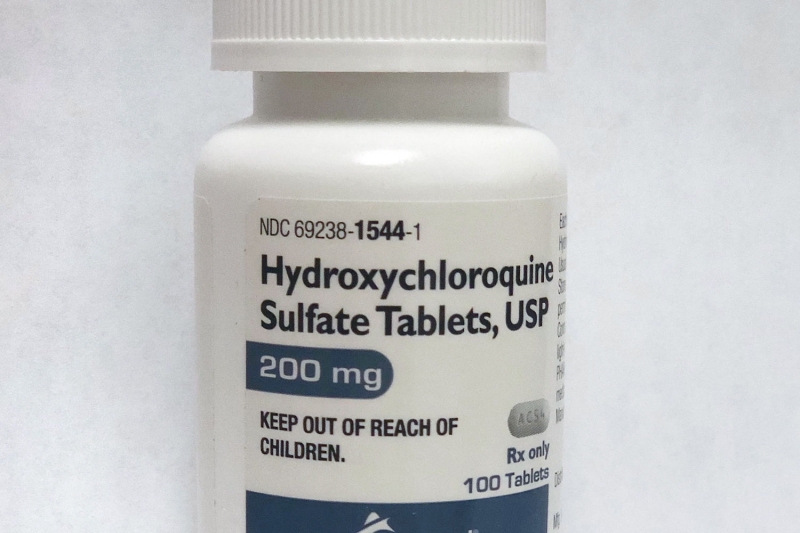 NDC 69238-1544-1
Hydroxychloroquine
Sulfate Tablets, USP
200 mg
KEEP OUT OF REACH OF
CHILDREN.
Rx only
100 Tablets